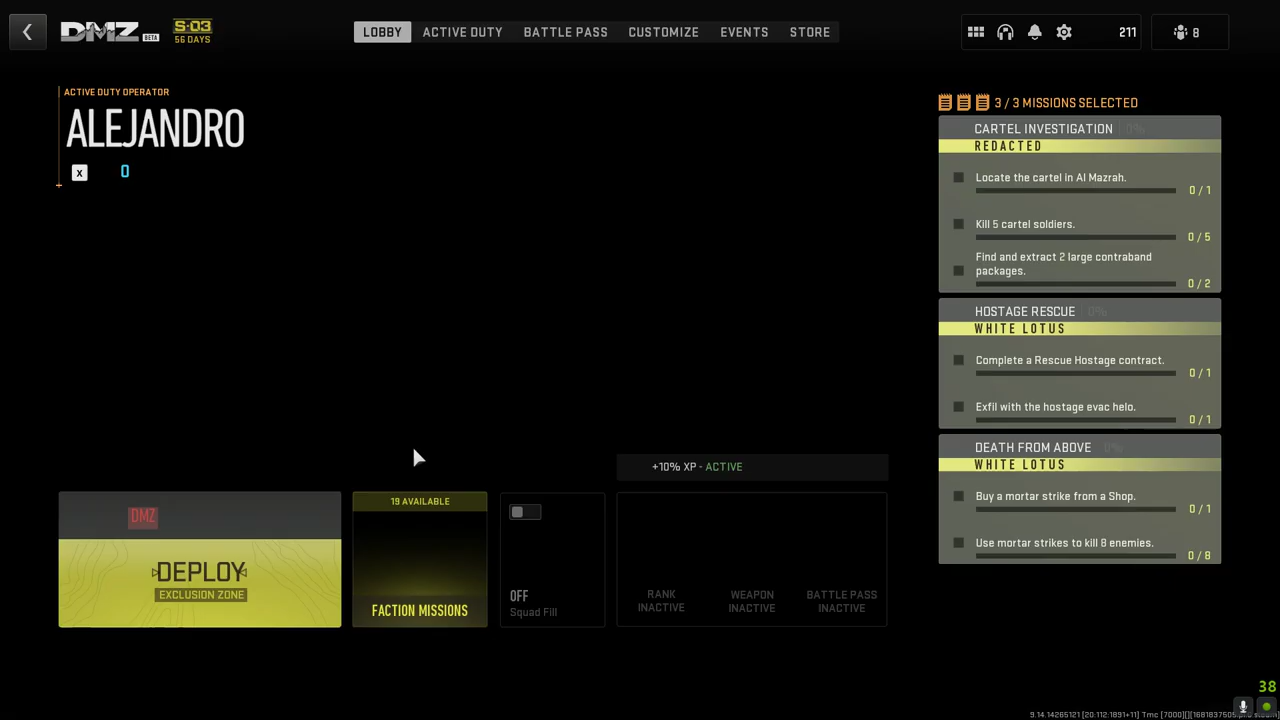 DMZ BETA
S:03
56 DAYS
LOBBY
ACTIVE DUTY
BATTLE PASS
CUSTOMIZE
EVENTS
STORE
211
8
ACTIVE DUTY OPERATOR
ALEJANDRO
X
0
3 / 3 MISSIONS SELECTED
CARTEL INVESTIGATION | 0%
REDACTED
Locate the cartel in Al Mazrah.
0 / 1
Kill 5 cartel soldiers.
0 / 5
Find and extract 2 large contraband
packages.
0 / 2
HOSTAGE RESCUE | 0%
WHITE LOTUS
Complete a Rescue Hostage contract.
0 / 1
Exfil with the hostage evac helo.
0 / 1
DEATH FROM ABOVE 0%
WHITE LOTUS
Buy a mortar strike from a Shop.
0 / 1
Use mortar strikes to kill 8 enemies.
0 / 8
+10% XP - ACTIVE
DMZ
DEPLOY
EXCLUSION ZONE
19 AVAILABLE
FACTION MISSIONS
OFF
Squad Fill
RANK
INACTIVE
WEAPON
INACTIVE
BATTLE PASS
INACTIVE
38